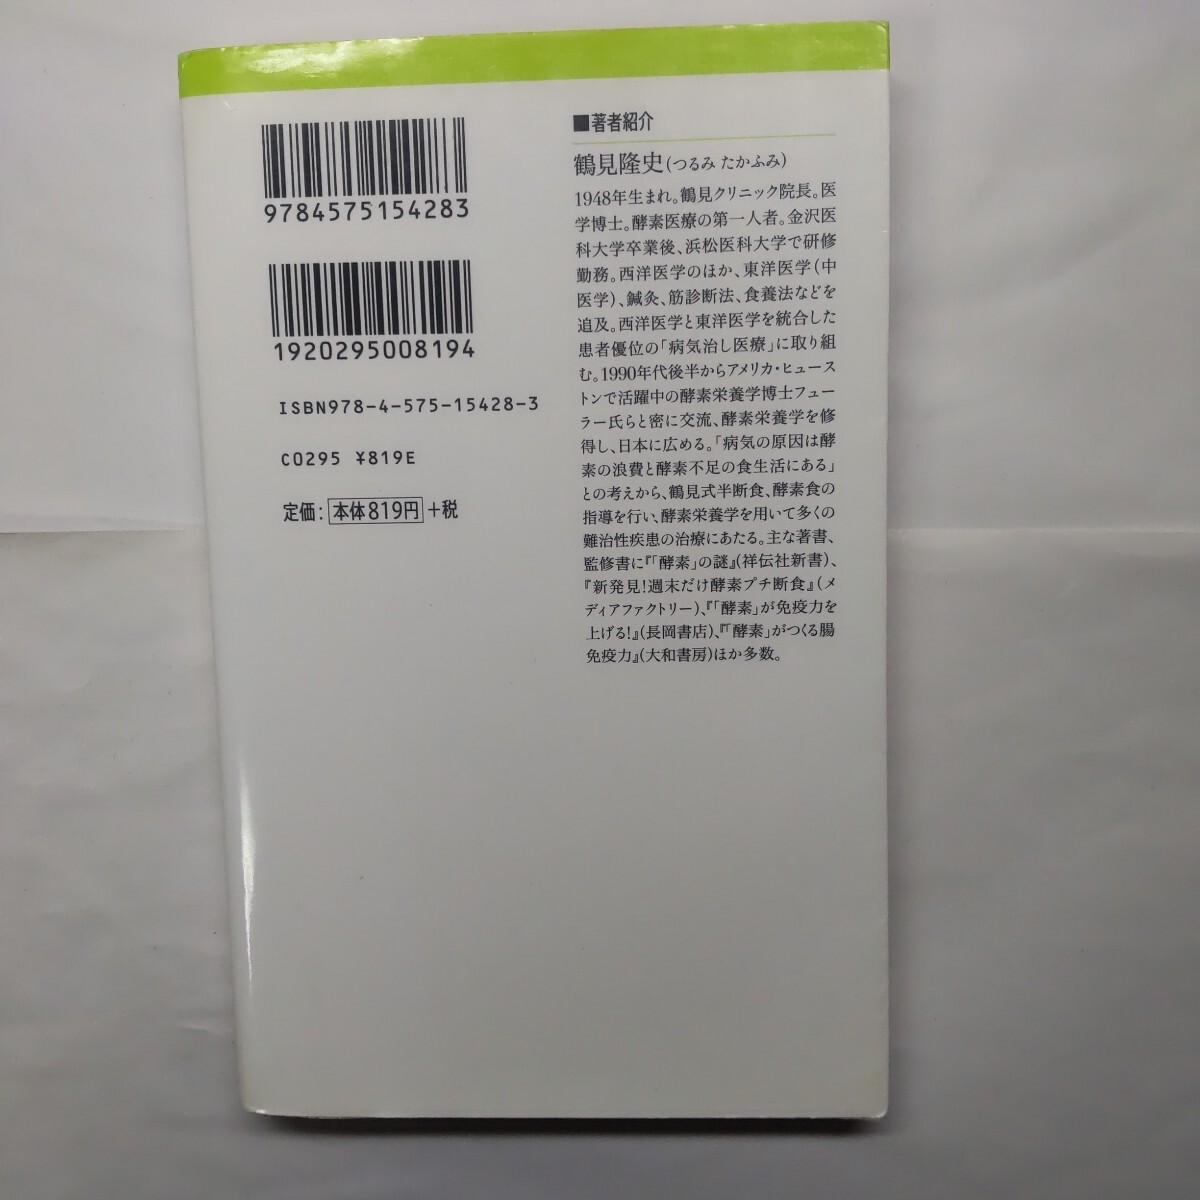 9784575154283
1920295008194
ISBN978-4-575-15428-3
C0295 ¥819E
定価：本体819円+税
■著者紹介
鶴見隆史(つるみ たかふみ)
1948年生まれ。鶴見クリニック院長。医
学博士。酵素医療の第一人者。金沢医
科大学卒業後、浜松医科大学で研修
勤務。西洋医学のほか、東洋医学(中
医学)、鍼灸、筋診断法、食養法などを
追及。西洋医学と東洋医学を統合した
患者優位の「病気治し医療」に取り組
む。1990年代後半からアメリカ・ヒュース
トンで活躍中の酵素栄養学博士フュー
ラー氏らと密に交流、酵素栄養学を修
得し、日本に広める。「病気の原因は酵
素の浪費と酵素不足の食生活にある」
との考えから、鶴見式半断食、酵素食の
指導を行い、酵素栄養学を用いて多くの
難治性疾患の治療にあたる。主な著書、
監修書に『「酵素」の謎』(祥伝社新書)、
『新発見!週末だけ酵素プチ断食』(メ
ディアファクトリー)、『「酵素」が免疫力を
上げる!』(長岡書店)、『「酵素」がつくる腸
免疫力』(大和書房)ほか多数。